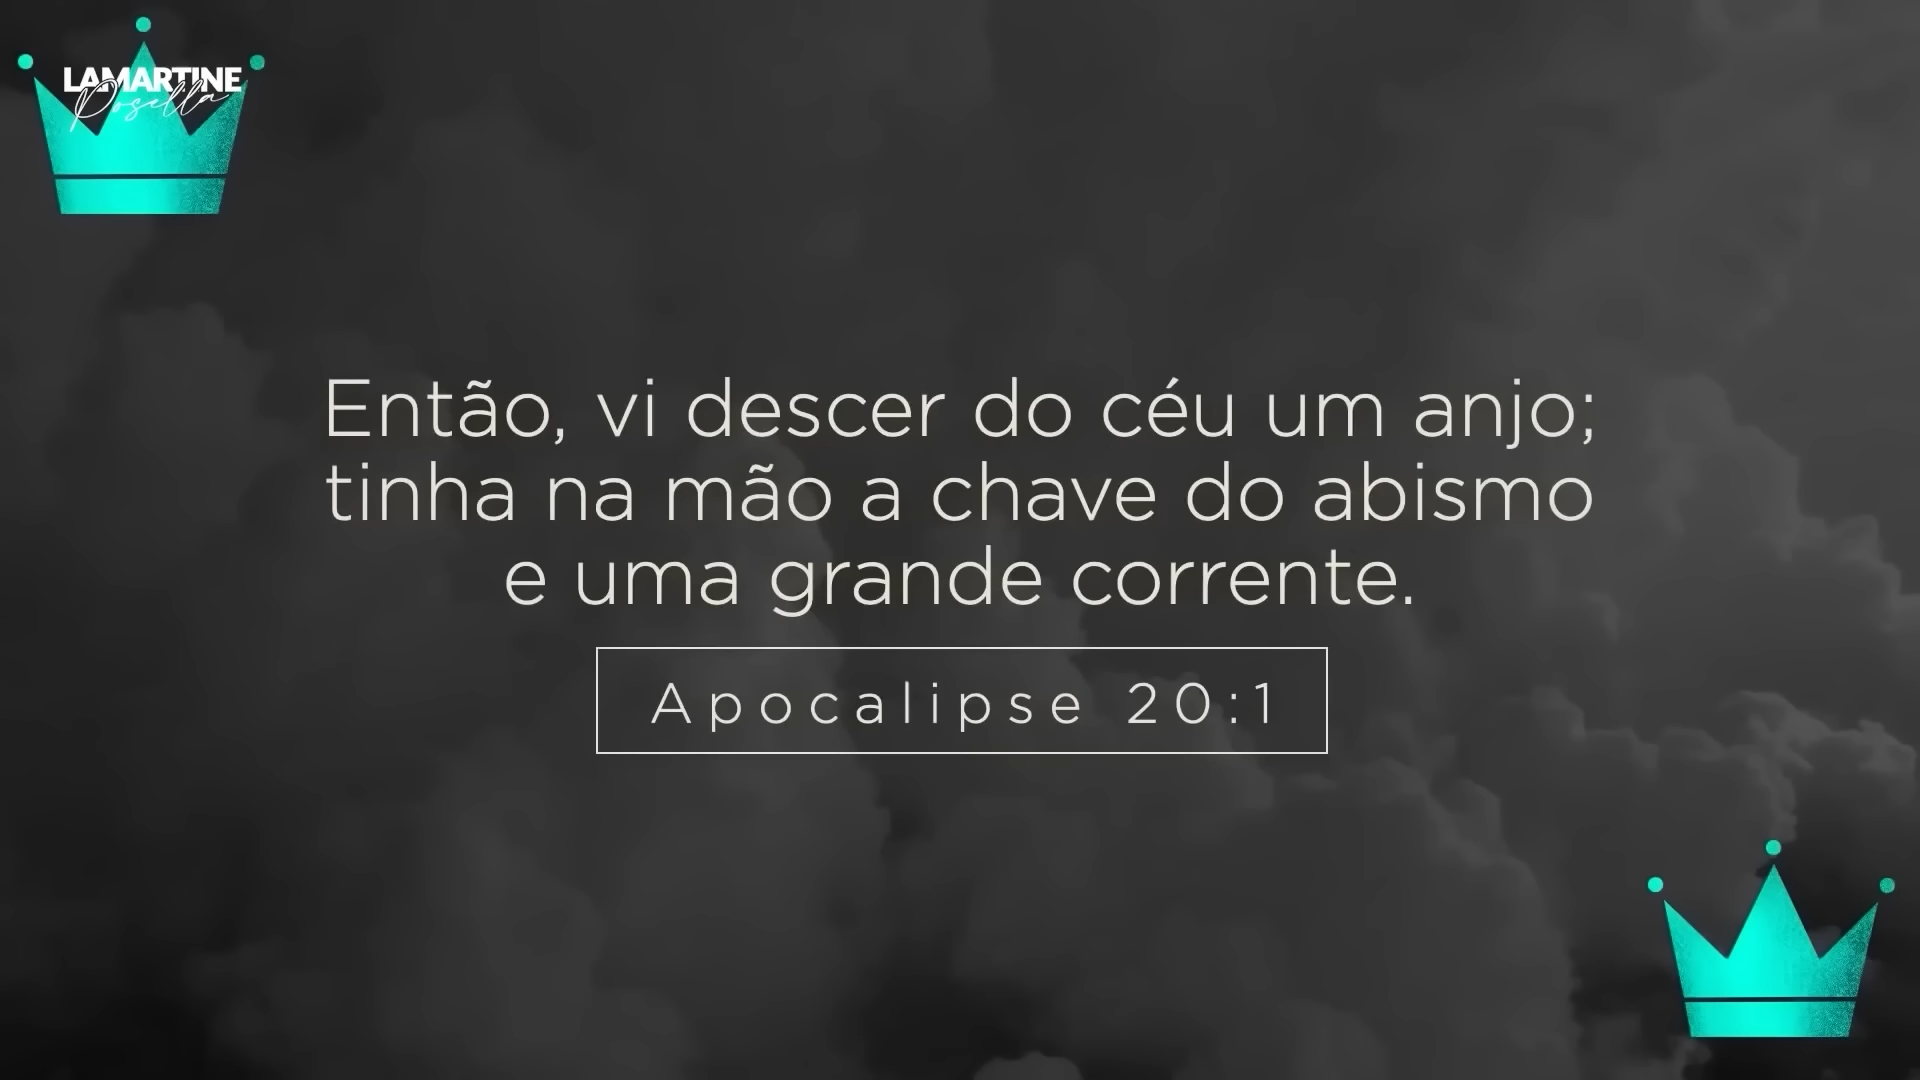 LAMARTINE
Posella
Então, vi descer do céu um anjo;
tinha na mão a chave do abismo
e uma grande corrente.
Apocalipse 20:1